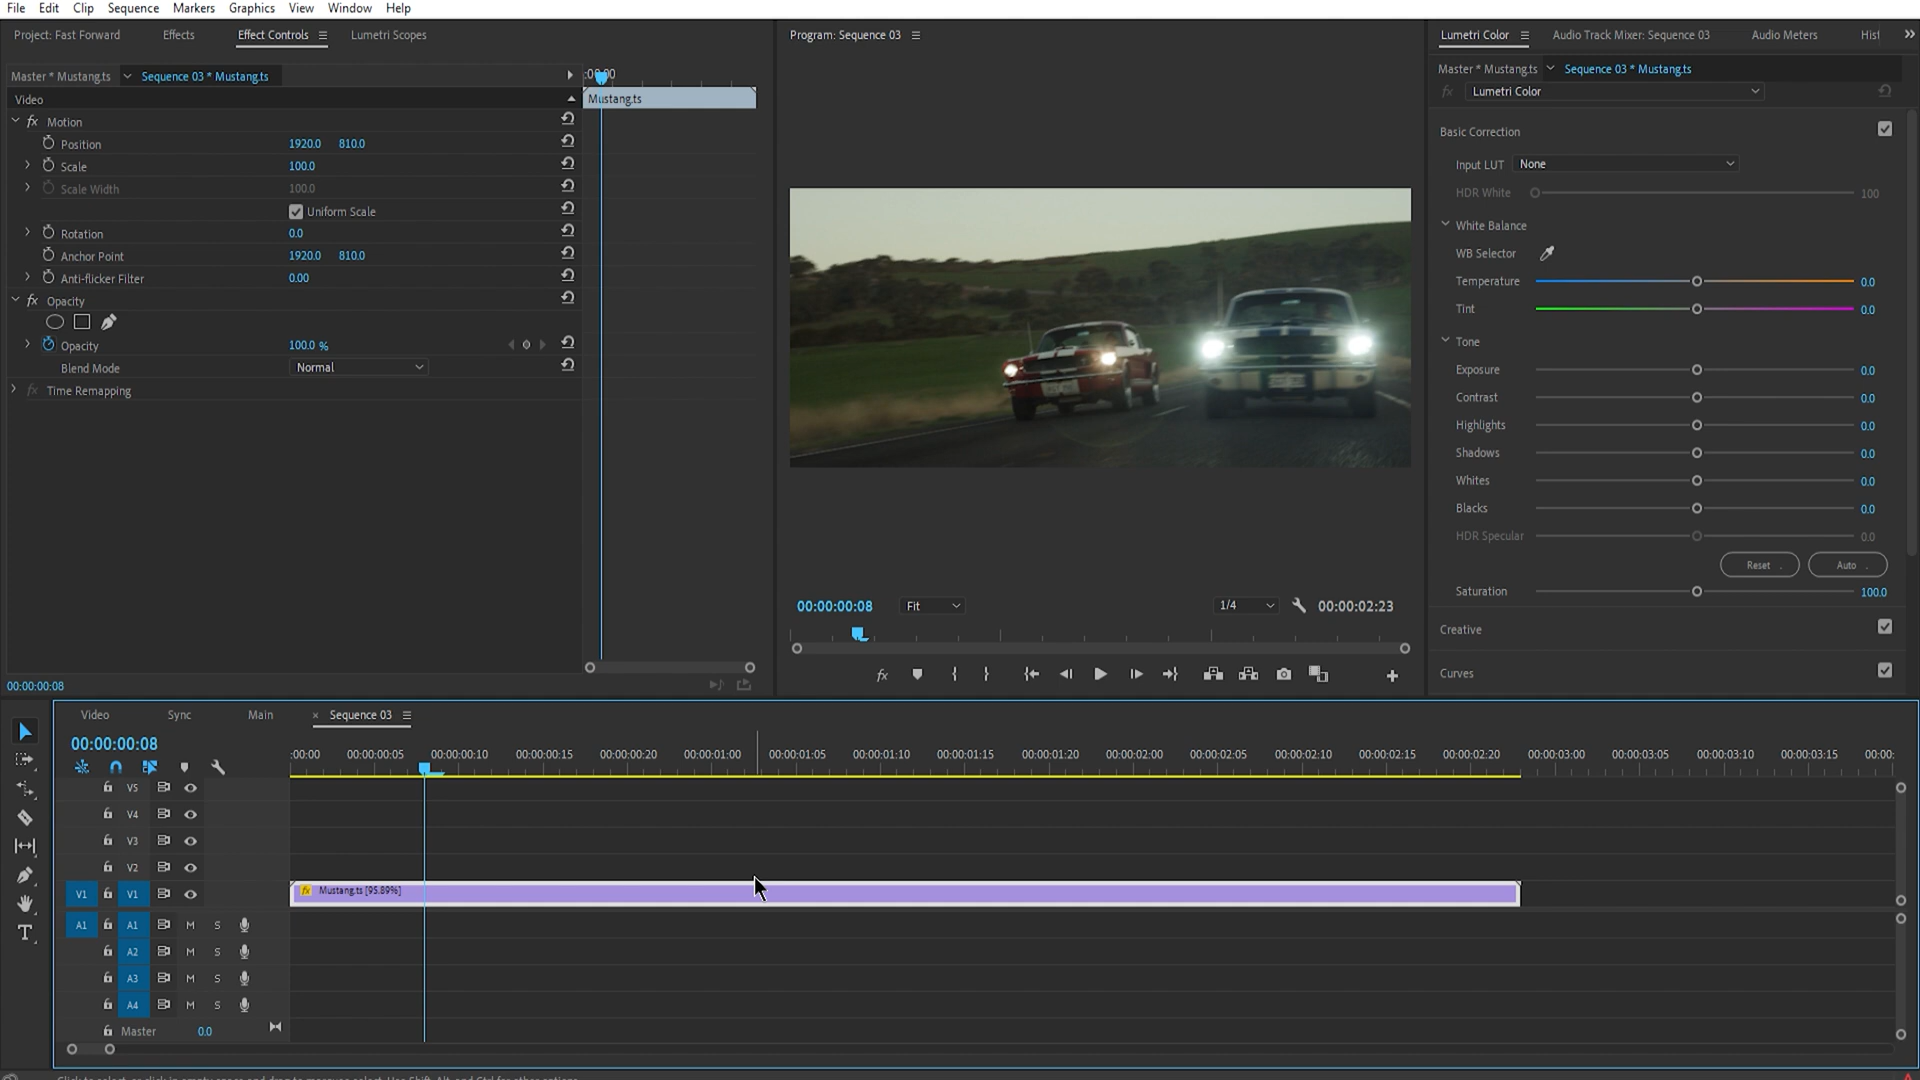 File Edit Clip Sequence Markers Graphics View Window Help
Project: Fast Forward Effects Effect Controls Lumetri Scopes
Master * Mustang.ts Sequence 03 * Mustang.ts
Video
Motion
Position 1920.0 810.0
Scale 100.0
Scale Width 100.0
Uniform Scale
Rotation 0.0
Anchor Point 1920.0 810.0
Anti-flicker Filter 0.00
Opacity
Opacity 100.0 %
Blend Mode Normal
Time Remapping
00:00:00:08
Mustang.ts
Program: Sequence 03
00:00:00:08 Fit 1/4 00:00:02:23
Lumetri Color Audio Track Mixer: Sequence 03 Audio Meters Hist
Master * Mustang.ts Sequence 03 * Mustang.ts
fx Lumetri Color
Basic Correction
Input LUT None
HDR White 100
White Balance
WB Selector
Temperature 0.0
Tint 0.0
Tone
Exposure 0.0
Contrast 0.0
Highlights 0.0
Shadows 0.0
Whites 0.0
Blacks 0.0
HDR Specular 0.0
Reset Auto
Saturation 100.0
Creative
Curves
Video Sync Main × Sequence 03
00:00:00:08
:00:00 00:00:00:05 00:00:00:10 00:00:00:15 00:00:00:20 00:00:01:00 00:00:01:05 00:00:01:10 00:00:01:15 00:00:01:20 00:00:02:00 00:00:02:05 00:00:02:10 00:00:02:15 00:00:02:20 00:00:03:00 00:00:03:05 00:00:03:10 00:00:03:15 00:00:
V5
V4
V3
V2
V1 V1 fx Mustang.ts [95.89%]
A1 A1 M S
A2 M S
A3 M S
A4 M S
Master 0.0